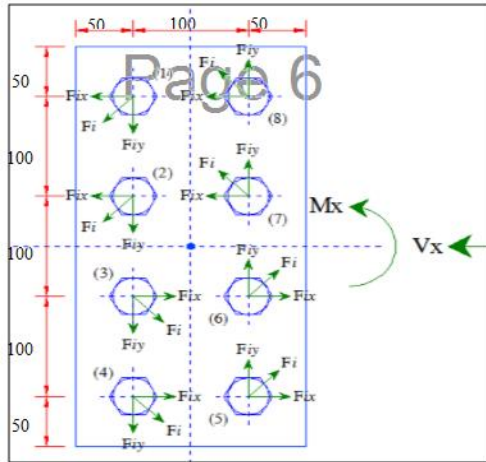 50 100 50
50
100
100
100
50
Page 6
(1) Fi Fiy
Fix Fix
Fi (8)
Fiy
(2) Fiy
Fi
Fix Fix
Fi (7)
Fiy
Mx
Vx
(3) Fiy Fi
Fix (6) Fix
Fi
Fiy
(4) Fiy Fi
Fix (5) Fix
Fi
Fiy